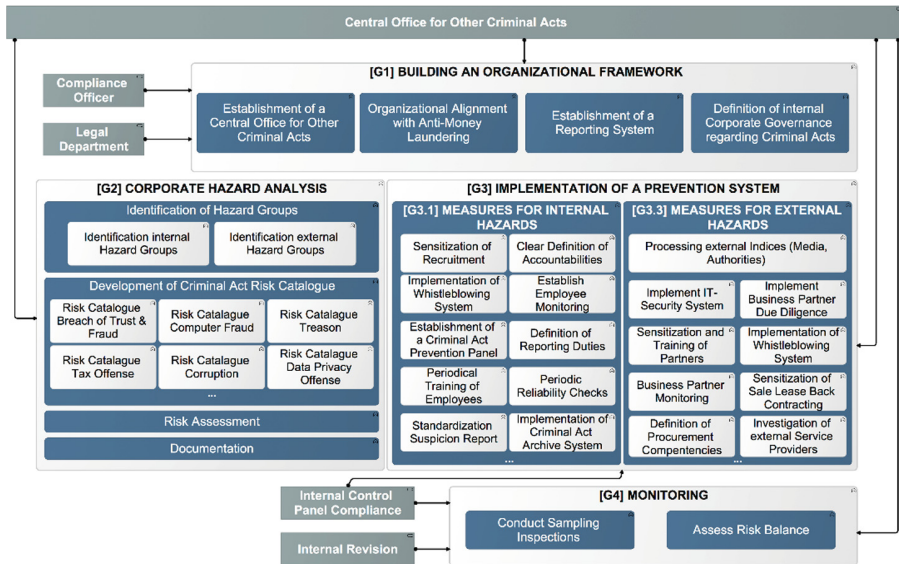 Central Office for Other Criminal Acts
[G1] BUILDING AN ORGANIZATIONAL FRAMEWORK
Compliance
Officer
Legal
Department
Establishment of a
Central Office for Other
Criminal Acts
Organizational Alignment
with Anti-Money
Laundering
Establishment of
a Reporting System
Definition of internal
Corporate Governance
regarding Criminal Acts
[G2] CORPORATE HAZARD ANALYSIS
Identification of Hazard Groups
Identification internal
Hazard Groups
Identification external
Hazard Groups
Development of Criminal Act Risk Catalogue
Risk Catalogue
Breach of Trust &
Fraud
Risk Catalogue
Computer Fraud
Risk Catalogue
Treason
Risk Catalogue
Tax Offense
Risk Catalogue
Corruption
Risk Catalogue
Data Privacy
Offense
...
Risk Assessment
Documentation
[G3] IMPLEMENTATION OF A PREVENTION SYSTEM
[G3.1] MEASURES FOR INTERNAL
HAZARDS
Sensitization of
Recruitment
Clear Definition of
Accountabilities
Implementation of
Whistleblowing
System
Establish
Employee
Monitoring
Establishment of
a Criminal Act
Prevention Panel
Definition of
Reporting Duties
Periodical
Training of
Employees
Periodic
Reliability Checks
Standardization
Suspicion Report
Implementation of
Criminal Act
Archive System
...
[G3.3] MEASURES FOR EXTERNAL
HAZARDS
Processing external Indices (Media,
Authorities)
Implement IT-
Security System
Implement
Business Partner
Due Diligence
Sensitization and
Training of
Partners
Implementation of
Whistleblowing
System
Business Partner
Monitoring
Sensitization of
Sale Lease Back
Contracting
Definition of
Procurement
Compentencies
Investigation of
external Service
Providers
...
Internal Control
Panel Compliance
Internal Revision
[G4] MONITORING
Conduct Sampling
Inspections
Assess Risk Balance